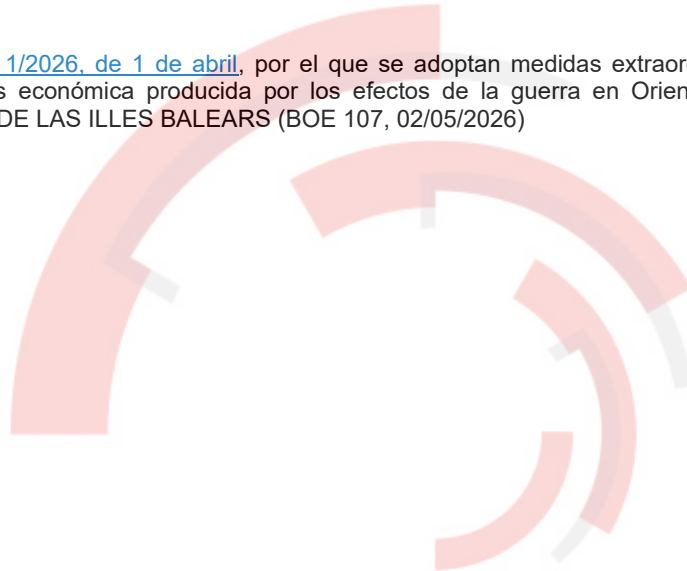 1/2026, de 1 de abril, por el que se adoptan medidas extraor
s económica producida por los efectos de la guerra en Orien
DE LAS ILLES BALEARS (BOE 107, 02/05/2026)